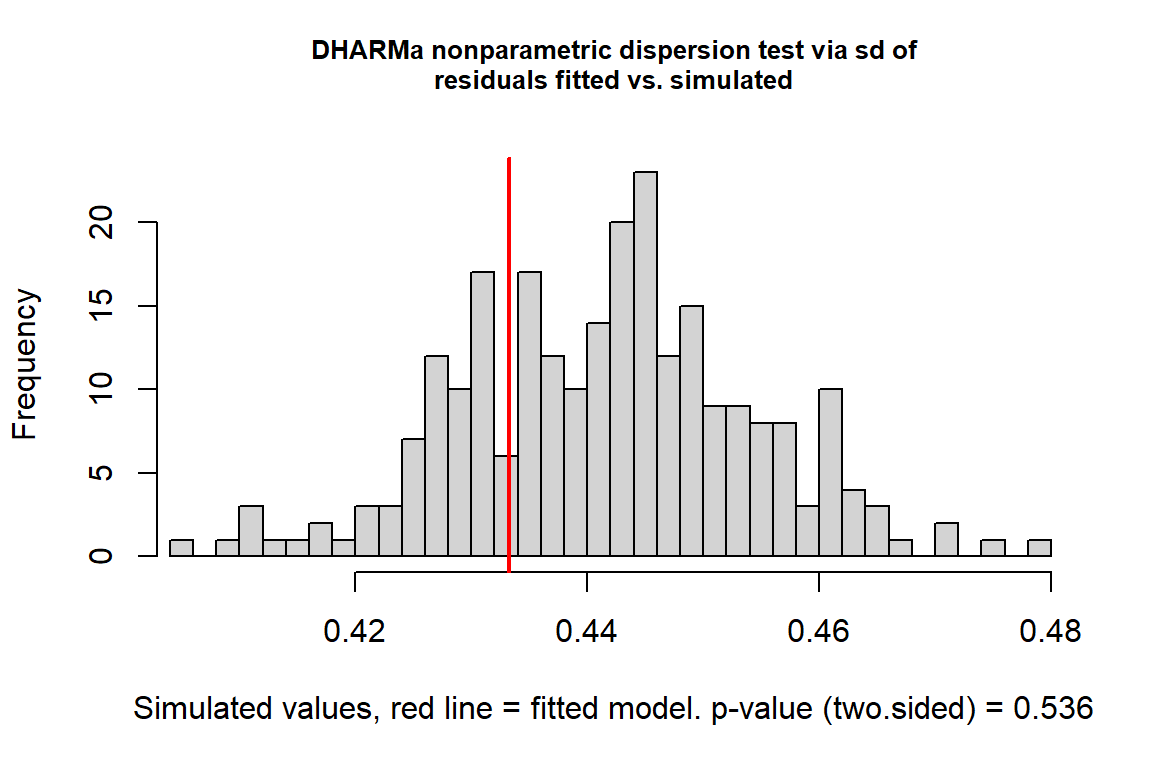 DHARMa nonparametric dispersion test via sd of
residuals fitted vs. simulated
Frequency
20
15
10
5
0
0.42 0.44 0.46 0.48
Simulated values, red line = fitted model. p-value (two.sided) = 0.536